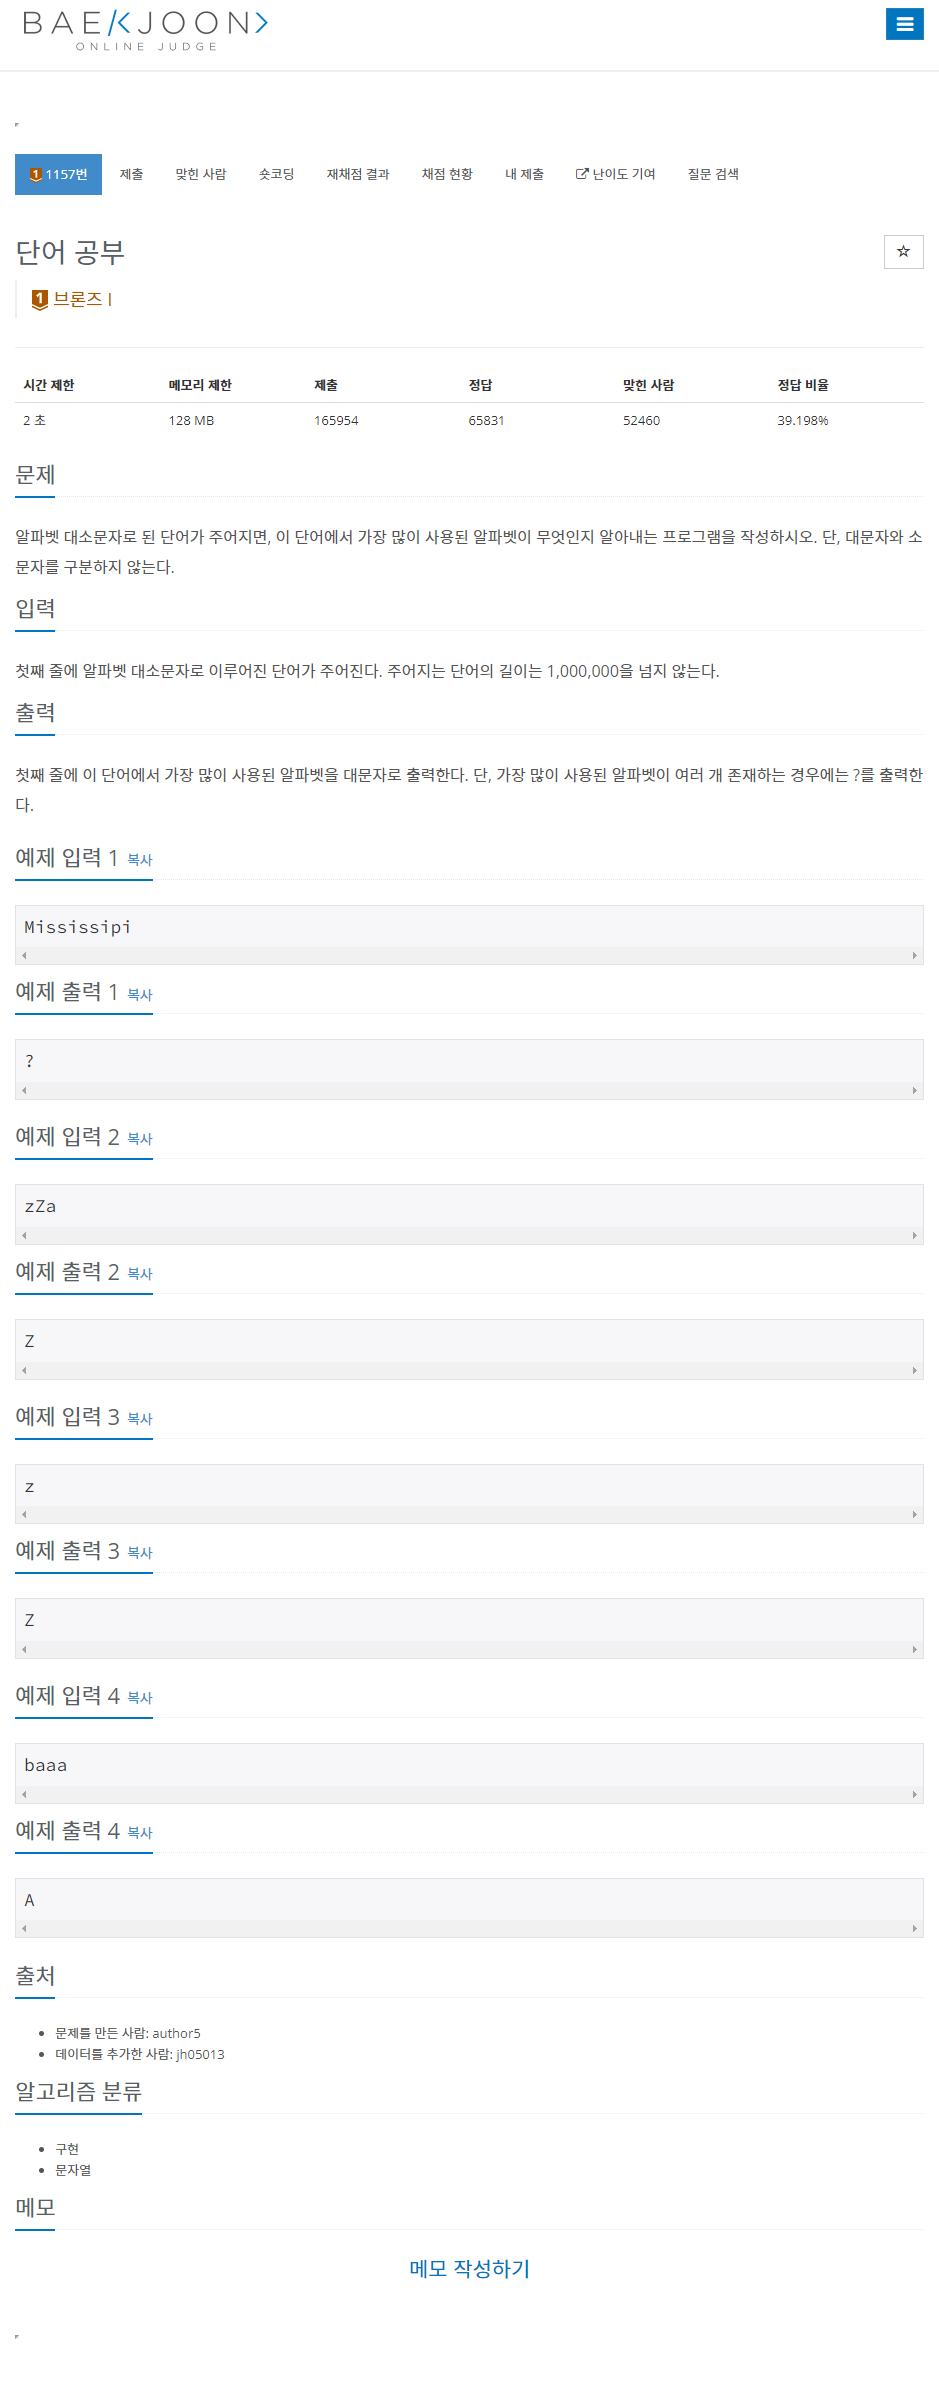 BAEKJOON
ONLINE JUDGE
1 1157번 제출 맞힌 사람 숏코딩 재채점 결과 채점 현황 내 제출 난이도 기여 질문 검색
단어 공부
1 브론즈 I
시간 제한 메모리 제한 제출 정답 맞힌 사람 정답 비율
2 초 128 MB 165954 65831 52460 39.198%
문제
알파벳 대소문자로 된 단어가 주어지면, 이 단어에서 가장 많이 사용된 알파벳이 무엇인지 알아내는 프로그램을 작성하시오. 단, 대문자와 소
문자를 구분하지 않는다.
입력
첫째 줄에 알파벳 대소문자로 이루어진 단어가 주어진다. 주어지는 단어의 길이는 1,000,000을 넘지 않는다.
출력
첫째 줄에 이 단어에서 가장 많이 사용된 알파벳을 대문자로 출력한다. 단, 가장 많이 사용된 알파벳이 여러 개 존재하는 경우에는 ?를 출력한
다.
예제 입력 1 복사
Mississipi
예제 출력 1 복사
?
예제 입력 2 복사
zZa
예제 출력 2 복사
Z
예제 입력 3 복사
z
예제 출력 3 복사
Z
예제 입력 4 복사
baaa
예제 출력 4 복사
A
출처
문제를 만든 사람: author5
데이터를 추가한 사람: jh05013
알고리즘 분류
구현
문자열
메모
메모 작성하기